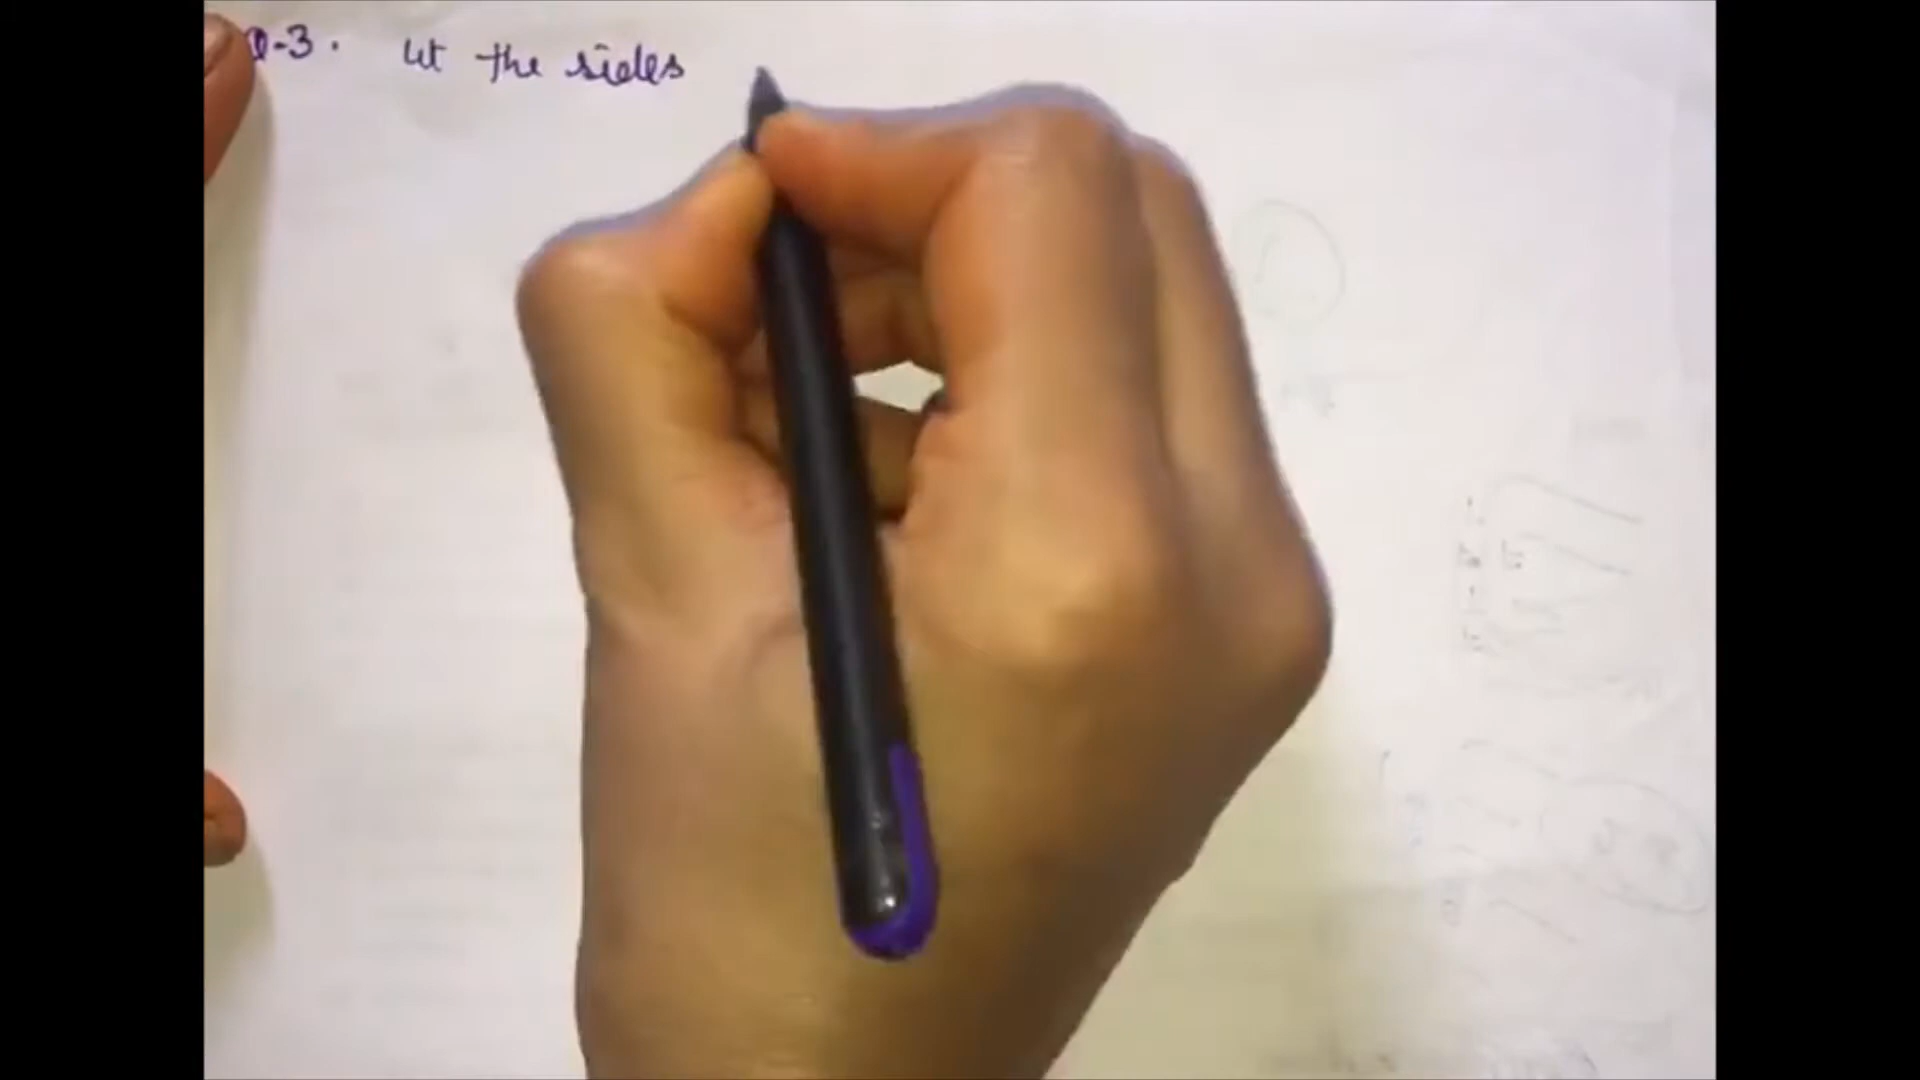 Q-3. let the sides